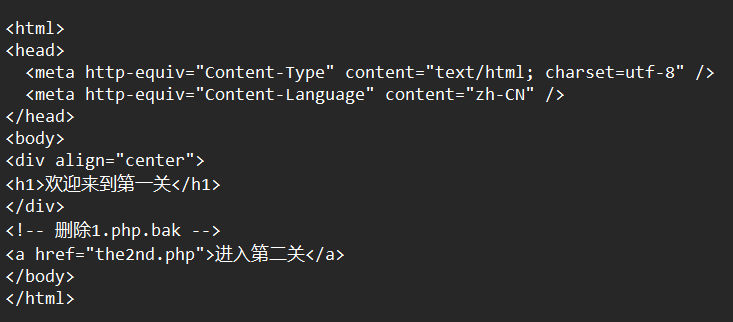 <html>
<head>
  <meta http-equiv="Content-Type" content="text/html; charset=utf-8" />
  <meta http-equiv="Content-Language" content="zh-CN" />
</head>
<body>
<div align="center">
<h1>欢迎来到第一关</h1>
</div>
<!-- 删除1.php.bak -->
<a href="the2nd.php">进入第二关</a>
</body>
</html>